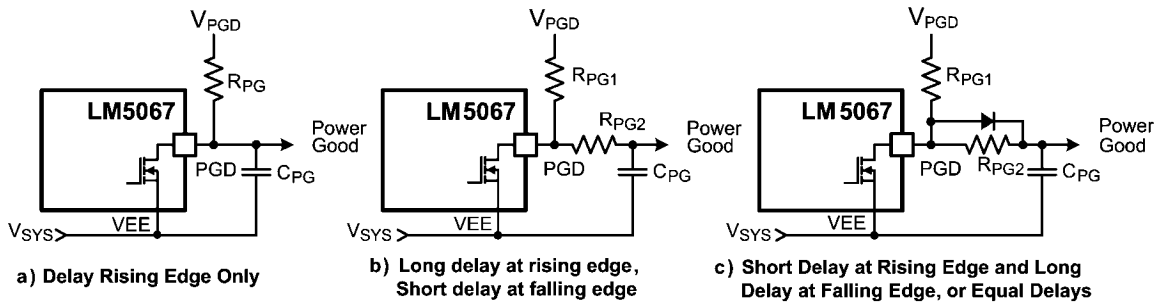 VPGD
RPG
LM5067
Power
Good
PGD
CPG
VEE
VSYS
a) Delay Rising Edge Only
VPGD
RPG1
LM5067
RPG2
Power
Good
PGD
CPG
VEE
VSYS
b) Long delay at rising edge,
Short delay at falling edge
VPGD
RPG1
LM5067
Power
Good
PGD
RPG2
CPG
VEE
VSYS
c) Short Delay at Rising Edge and Long
Delay at Falling Edge, or Equal Delays